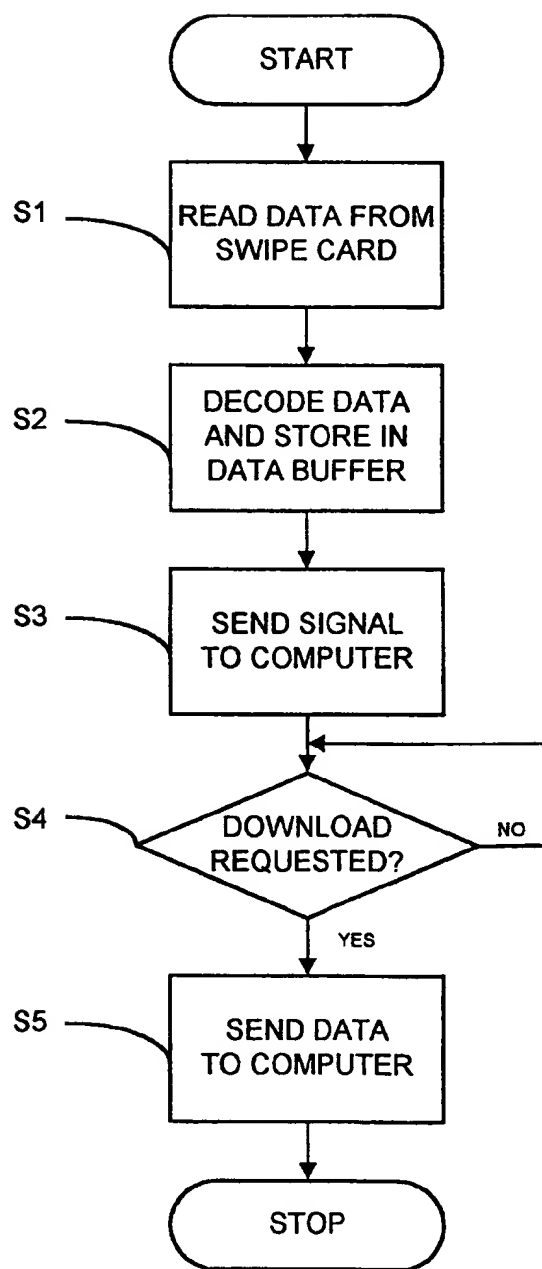 START
S1
READ DATA FROM
SWIPE CARD
S2
DECODE DATA
AND STORE IN
DATA BUFFER
S3
SEND SIGNAL
TO COMPUTER
S4
DOWNLOAD
REQUESTED?
NO
YES
S5
SEND DATA
TO COMPUTER
STOP